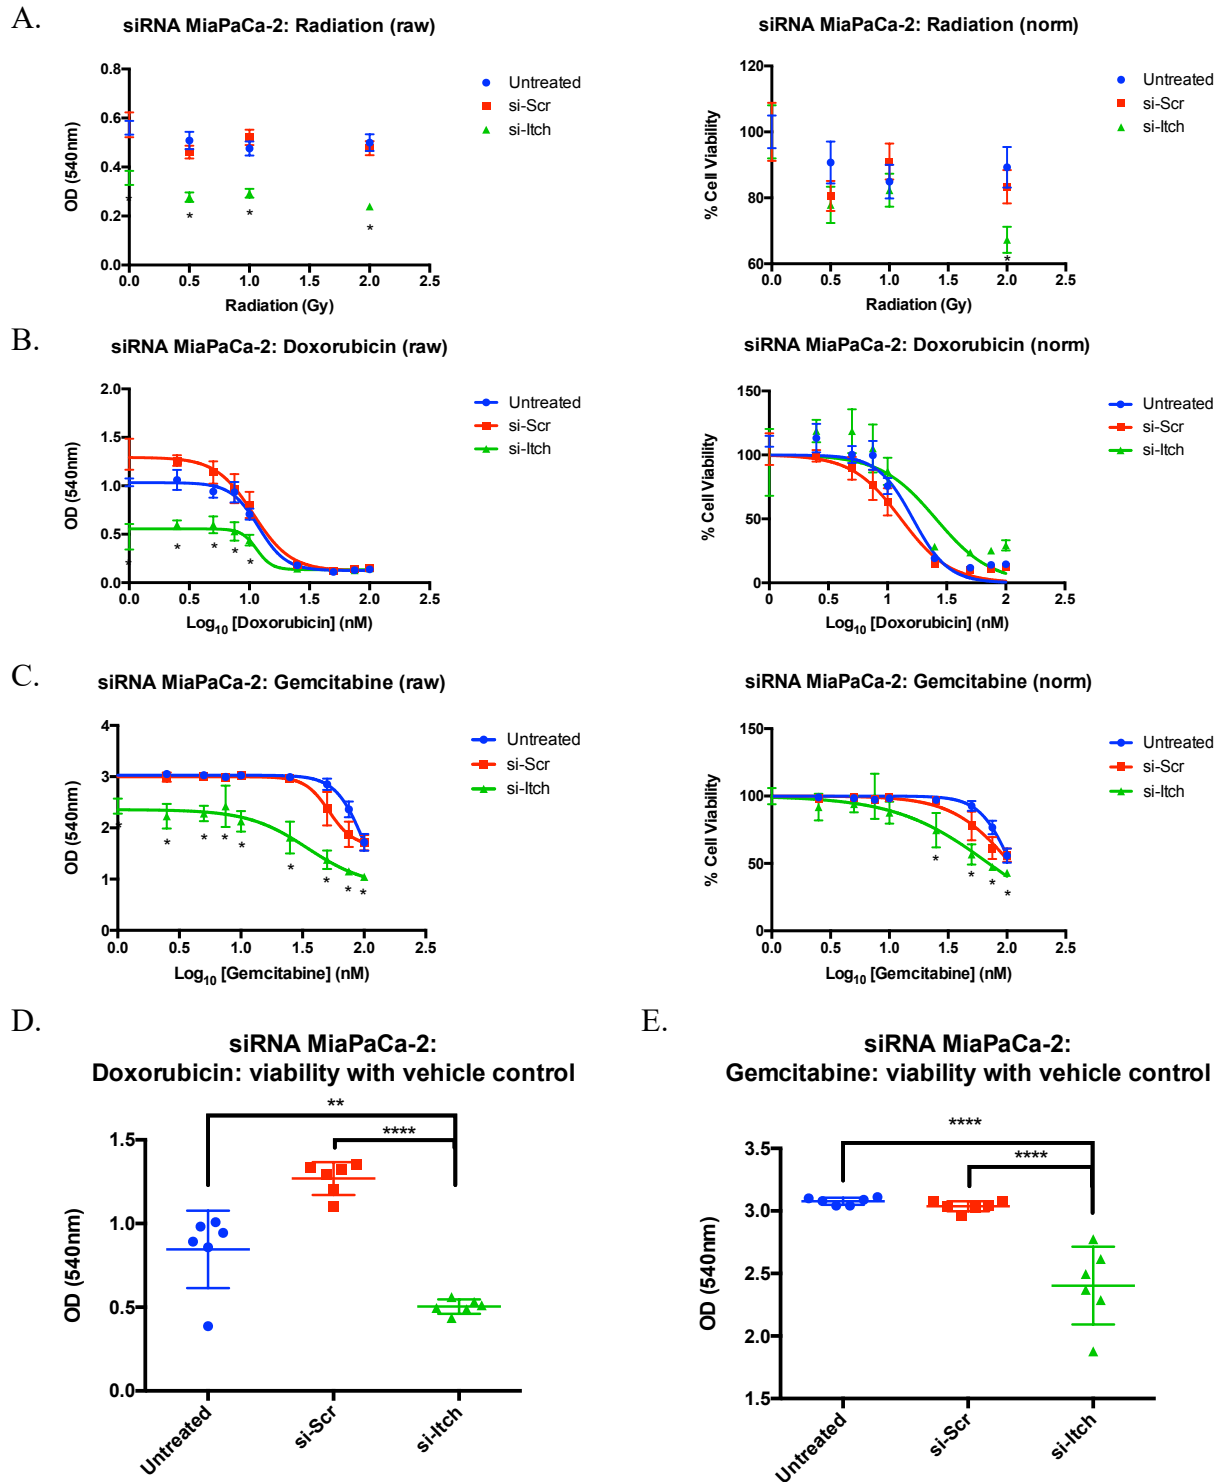 A.
siRNA MiaPaCa-2: Radiation (raw)
OD (540nm)
0.8
0.6
0.4
0.2
0.0
0.0 0.5 1.0 1.5 2.0 2.5
Radiation (Gy)
Untreated
si-Scr
si-Itch
* * * *
siRNA MiaPaCa-2: Radiation (norm)
% Cell Viability
120
100
80
60
0.0 0.5 1.0 1.5 2.0 2.5
Radiation (Gy)
Untreated
si-Scr
si-Itch
*
B.
siRNA MiaPaCa-2: Doxorubicin (raw)
OD (540nm)
2.0
1.5
1.0
0.5
0.0
0.0 0.5 1.0 1.5 2.0 2.5
Log10 [Doxorubicin] (nM)
Untreated
si-Scr
si-Itch
* * * * *
siRNA MiaPaCa-2: Doxorubicin (norm)
% Cell Viability
150
100
50
0
0 0.5 1.0 1.5 2.0 2.5
Log10 [Doxorubicin] (nM)
Untreated
si-Scr
si-Itch
C.
siRNA MiaPaCa-2: Gemcitabine (raw)
OD (540nm)
4
3
2
1
0
0.0 0.5 1.0 1.5 2.0 2.5
Log10 [Gemcitabine] (nM)
Untreated
si-Scr
si-Itch
* * * * * * * * *
siRNA MiaPaCa-2: Gemcitabine (norm)
% Cell Viability
150
100
50
0
0.0 0.5 1.0 1.5 2.0 2.5
Log10 [Gemcitabine] (nM)
Untreated
si-Scr
si-Itch
* * * *
D.
siRNA MiaPaCa-2:
Doxorubicin: viability with vehicle control
**
****
OD (540nm)
1.5
1.0
0.5
0.0
Untreated
si-Scr
si-Itch
E.
siRNA MiaPaCa-2:
Gemcitabine: viability with vehicle control
****
****
OD (540nm)
3.5
3.0
2.5
2.0
1.5
Untreated
si-Scr
si-Itch